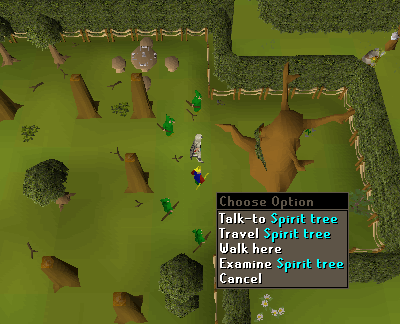 Choose Option
Talk-to Spirit tree
Travel Spirit tree
Walk here
Examine Spirit tree
Cancel